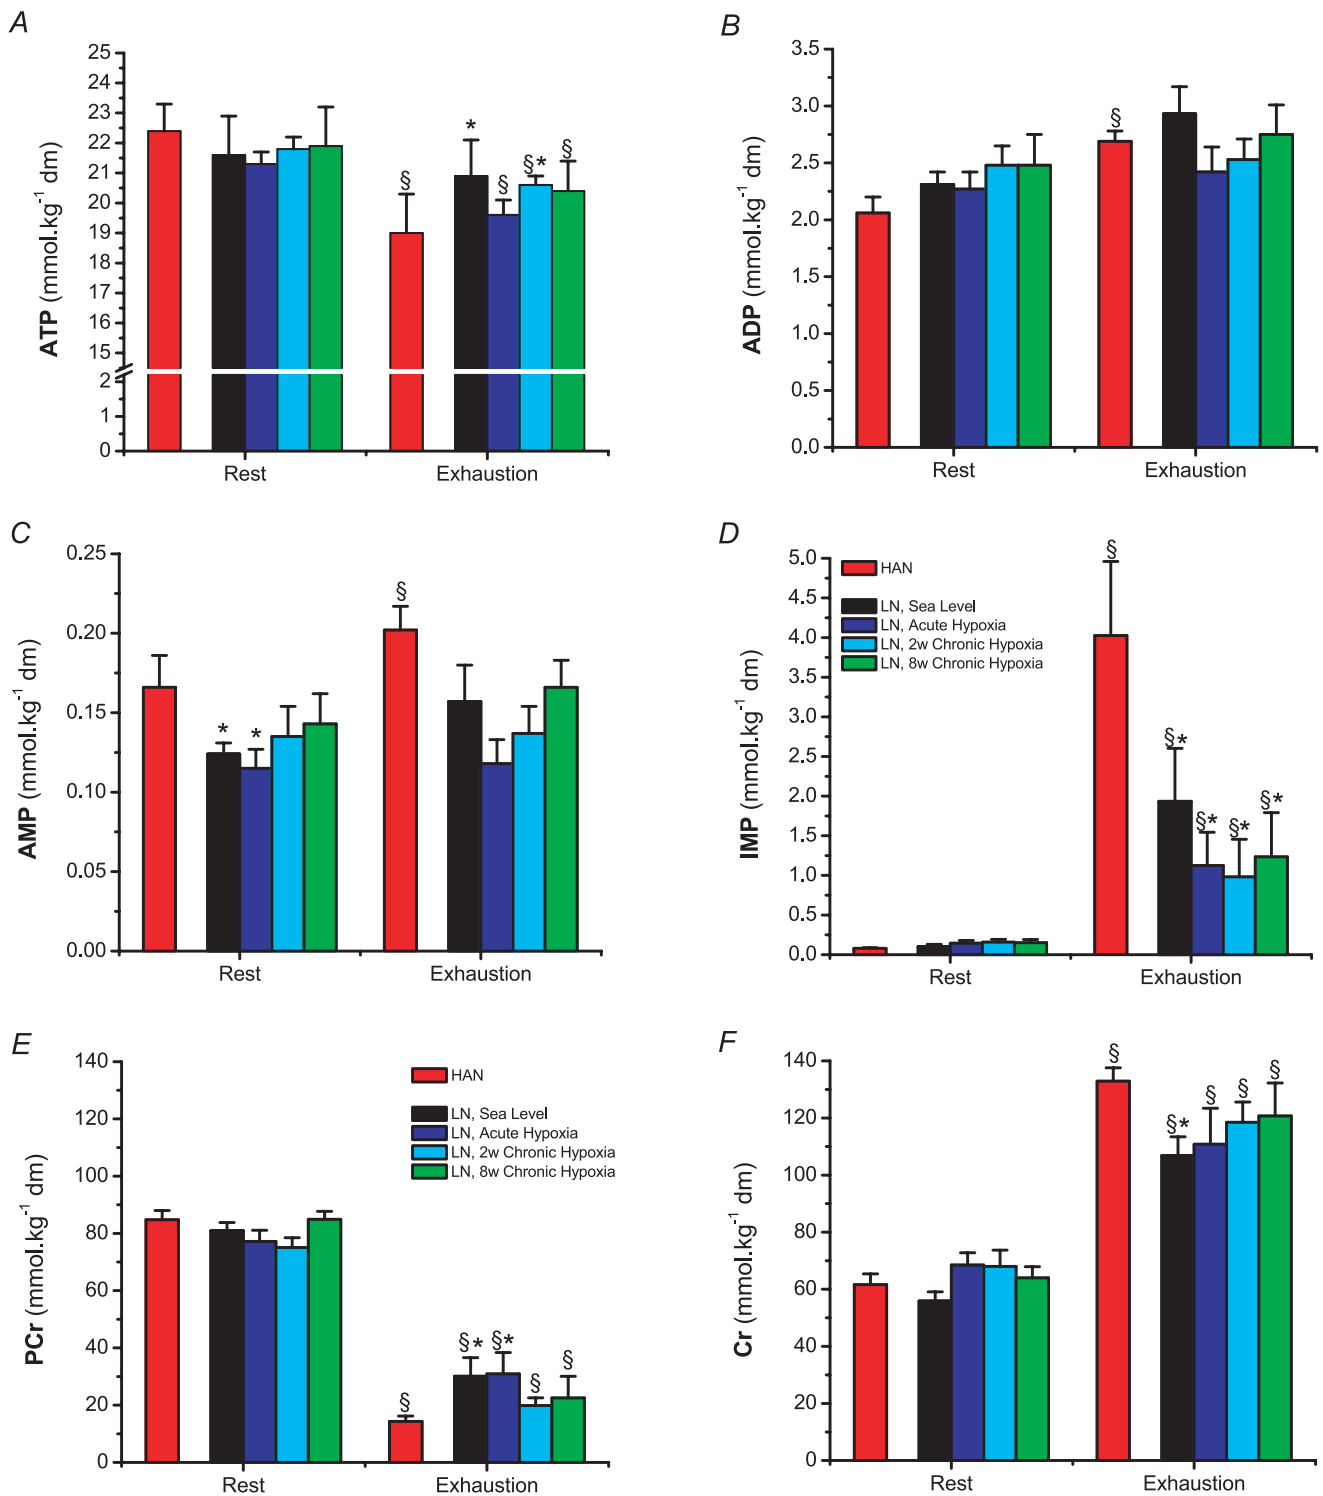 A
ATP (mmol.kg⁻¹ dm)
25
24
23
22
21
20
19
18
17
16
15
2
1
0
§
*
§
§*
§
Rest
Exhaustion
B
ADP (mmol.kg⁻¹ dm)
3.5
3.0
2.5
2.0
1.5
1.0
0.5
0.0
§
Rest
Exhaustion
C
AMP (mmol.kg⁻¹ dm)
0.25
0.20
0.15
0.10
0.05
0.00
*
*
§
Rest
Exhaustion
D
IMP (mmol.kg⁻¹ dm)
5.0
4.5
4.0
3.5
3.0
2.5
2.0
1.5
1.0
0.5
0.0
HAN
LN, Sea Level
LN, Acute Hypoxia
LN, 2w Chronic Hypoxia
LN, 8w Chronic Hypoxia
§
§*
§*
§*
§*
Rest
Exhaustion
E
PCr (mmol.kg⁻¹ dm)
140
120
100
80
60
40
20
0
HAN
LN, Sea Level
LN, Acute Hypoxia
LN, 2w Chronic Hypoxia
LN, 8w Chronic Hypoxia
§
§*
§*
§
§
Rest
Exhaustion
F
Cr (mmol.kg⁻¹ dm)
140
120
100
80
60
40
20
0
§
§*
§
§
§
Rest
Exhaustion